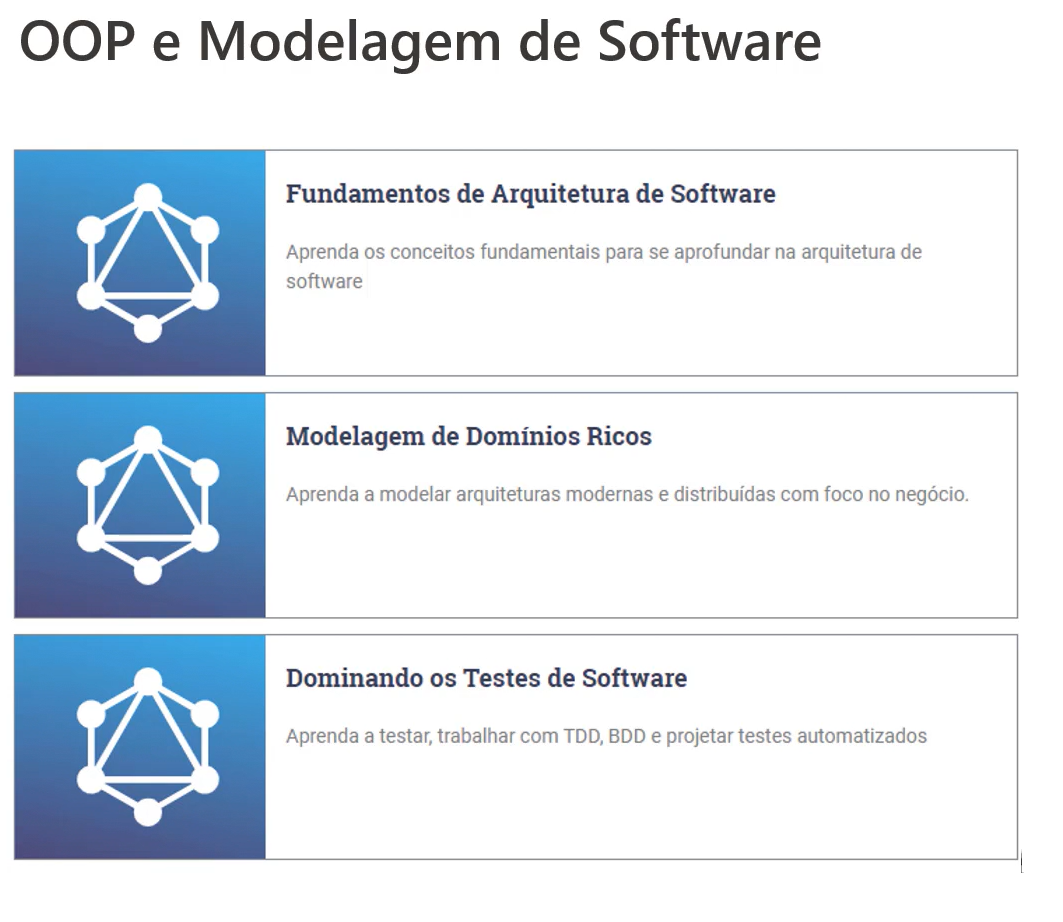 OOP e Modelagem de Software
Fundamentos de Arquitetura de Software
Aprenda os conceitos fundamentais para se aprofundar na arquitetura de
software
Modelagem de Domínios Ricos
Aprenda a modelar arquiteturas modernas e distribuídas com foco no negócio.
Dominando os Testes de Software
Aprenda a testar, trabalhar com TDD, BDD e projetar testes automatizados